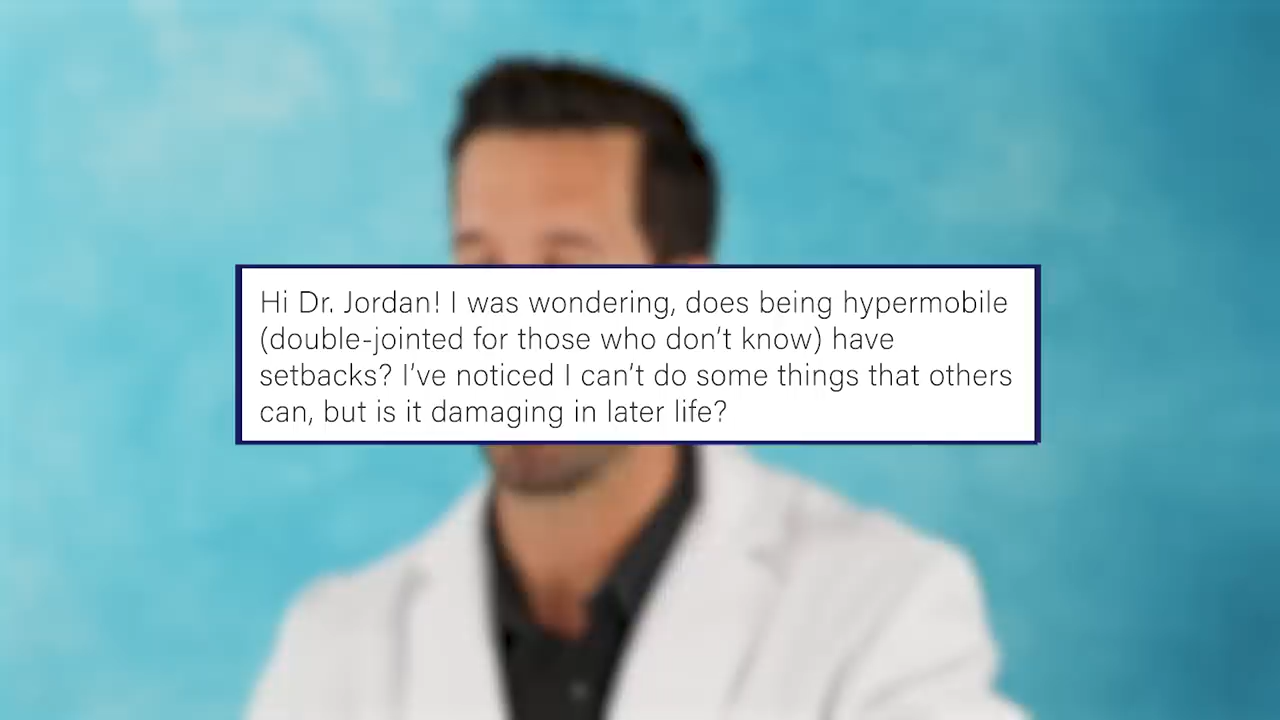 Hi Dr. Jordan! I was wondering, does being hypermobile
(double-jointed for those who don't know) have
setbacks? I've noticed I can't do some things that others
can, but is it damaging in later life?